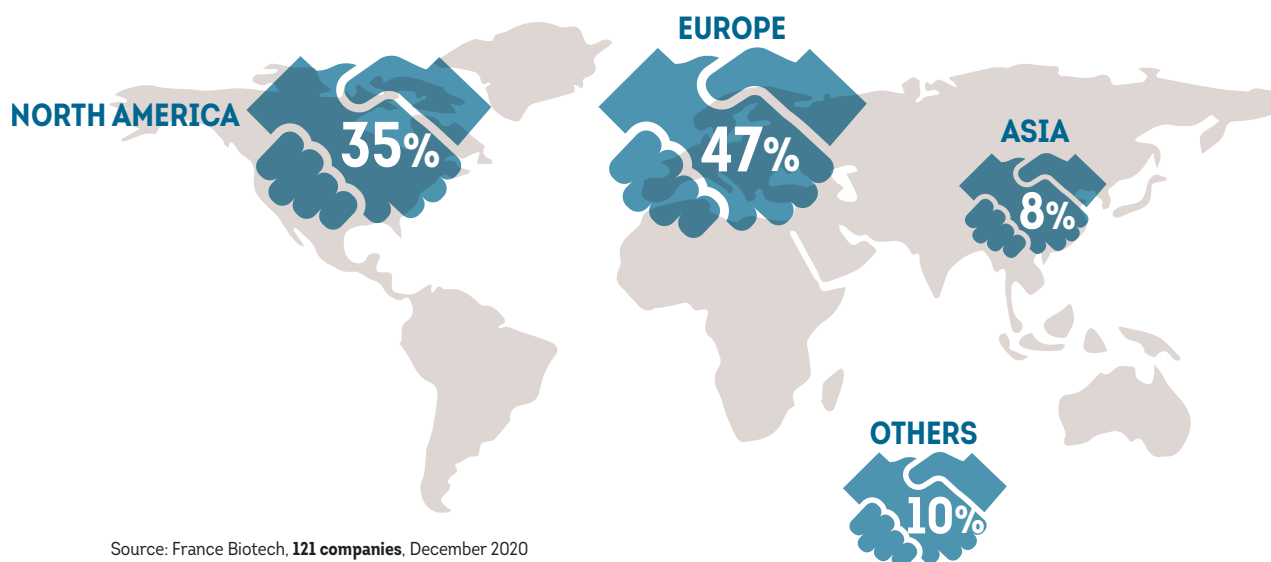 EUROPE
NORTH AMERICA
35%
47%
ASIA
8%
OTHERS
10%
Source: France Biotech, 121 companies, December 2020